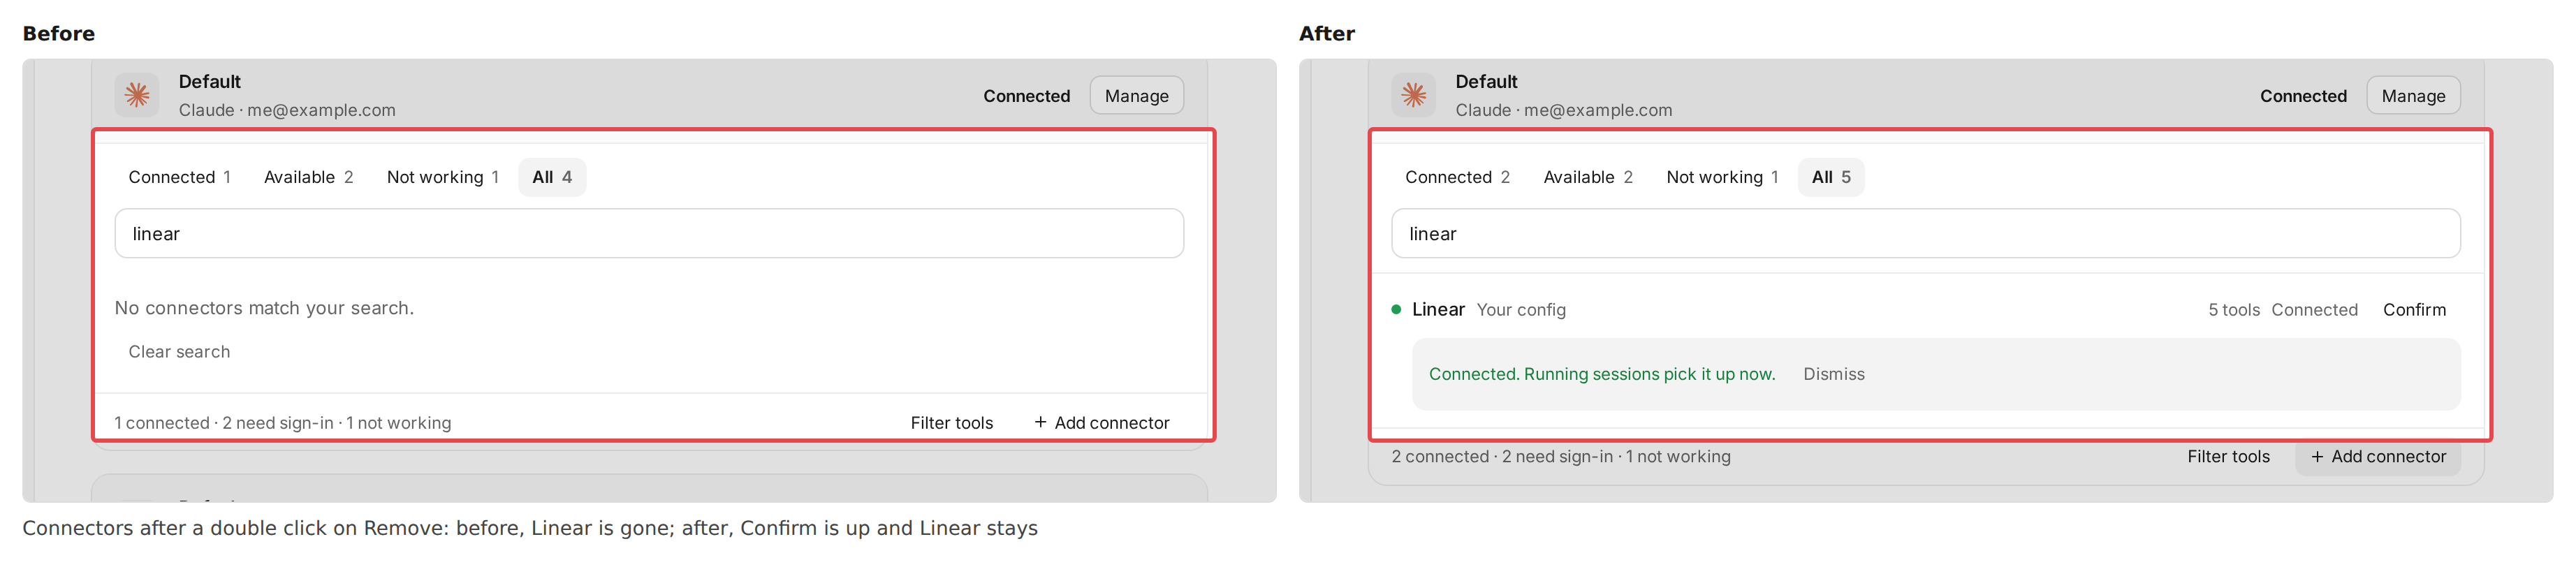 Before
Default
Claude · me@example.com
Connected
Manage
Connected 1
Available 2
Not working 1
All 4
linear
No connectors match your search.
Clear search
1 connected · 2 need sign-in · 1 not working
Filter tools
+ Add connector
After
Default
Claude · me@example.com
Connected
Manage
Connected 2
Available 2
Not working 1
All 5
linear
Linear Your config
5 tools Connected Confirm
Connected. Running sessions pick it up now. Dismiss
2 connected · 2 need sign-in · 1 not working
Filter tools
+ Add connector
Connectors after a double click on Remove: before, Linear is gone; after, Confirm is up and Linear stays